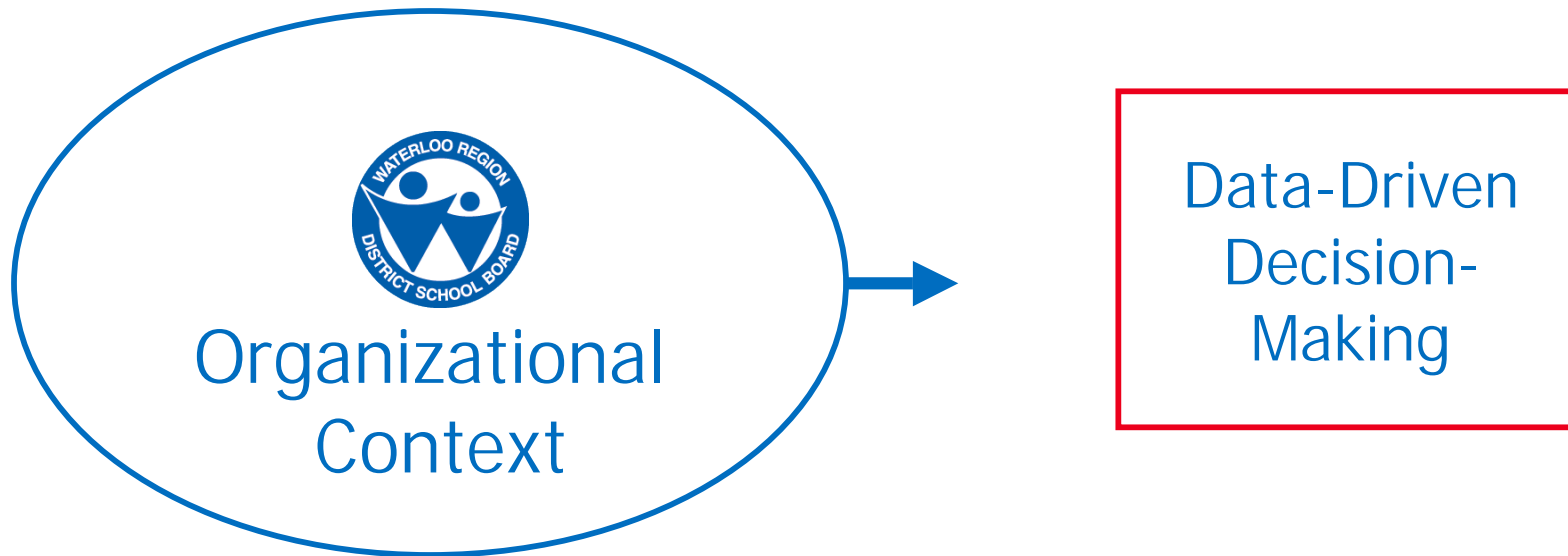 WATERLOO REGION
DISTRICT SCHOOL BOARD
Organizational
Context
Data-Driven
Decision-
Making